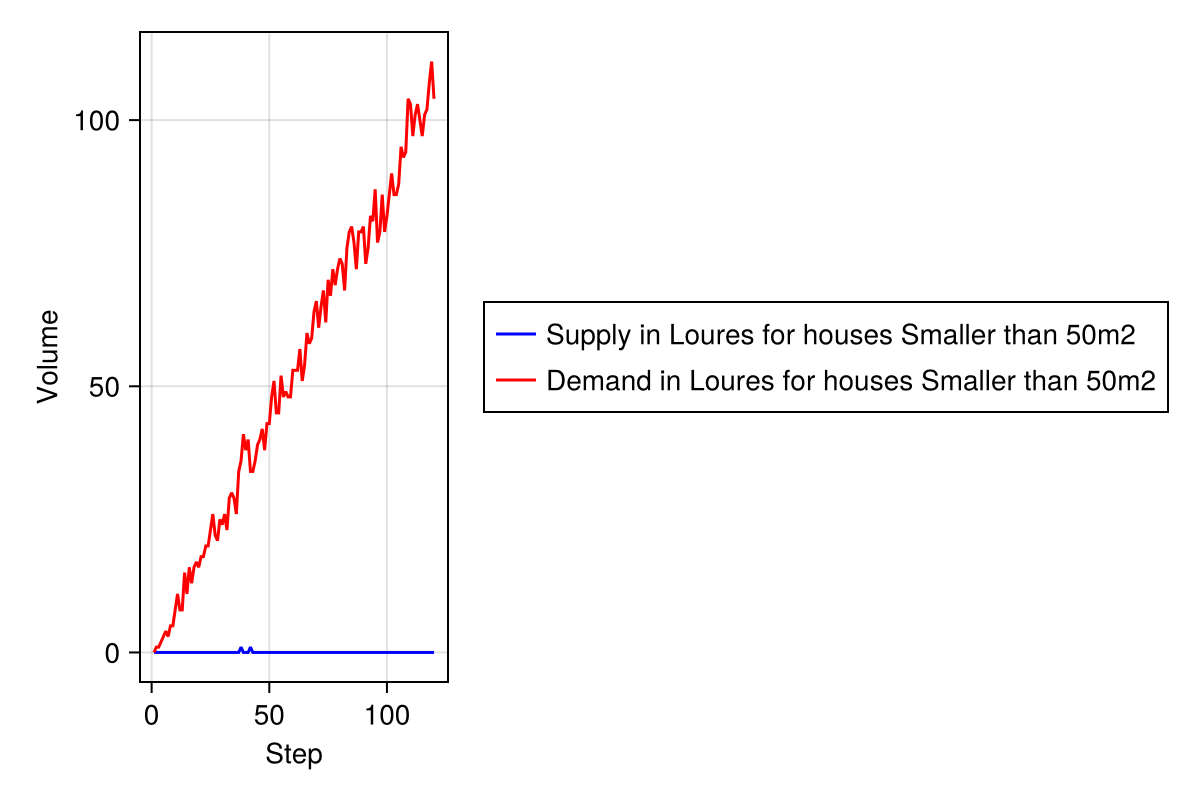 Volume
100
50
0
0 50 100
Step
Supply in Loures for houses Smaller than 50m2
Demand in Loures for houses Smaller than 50m2